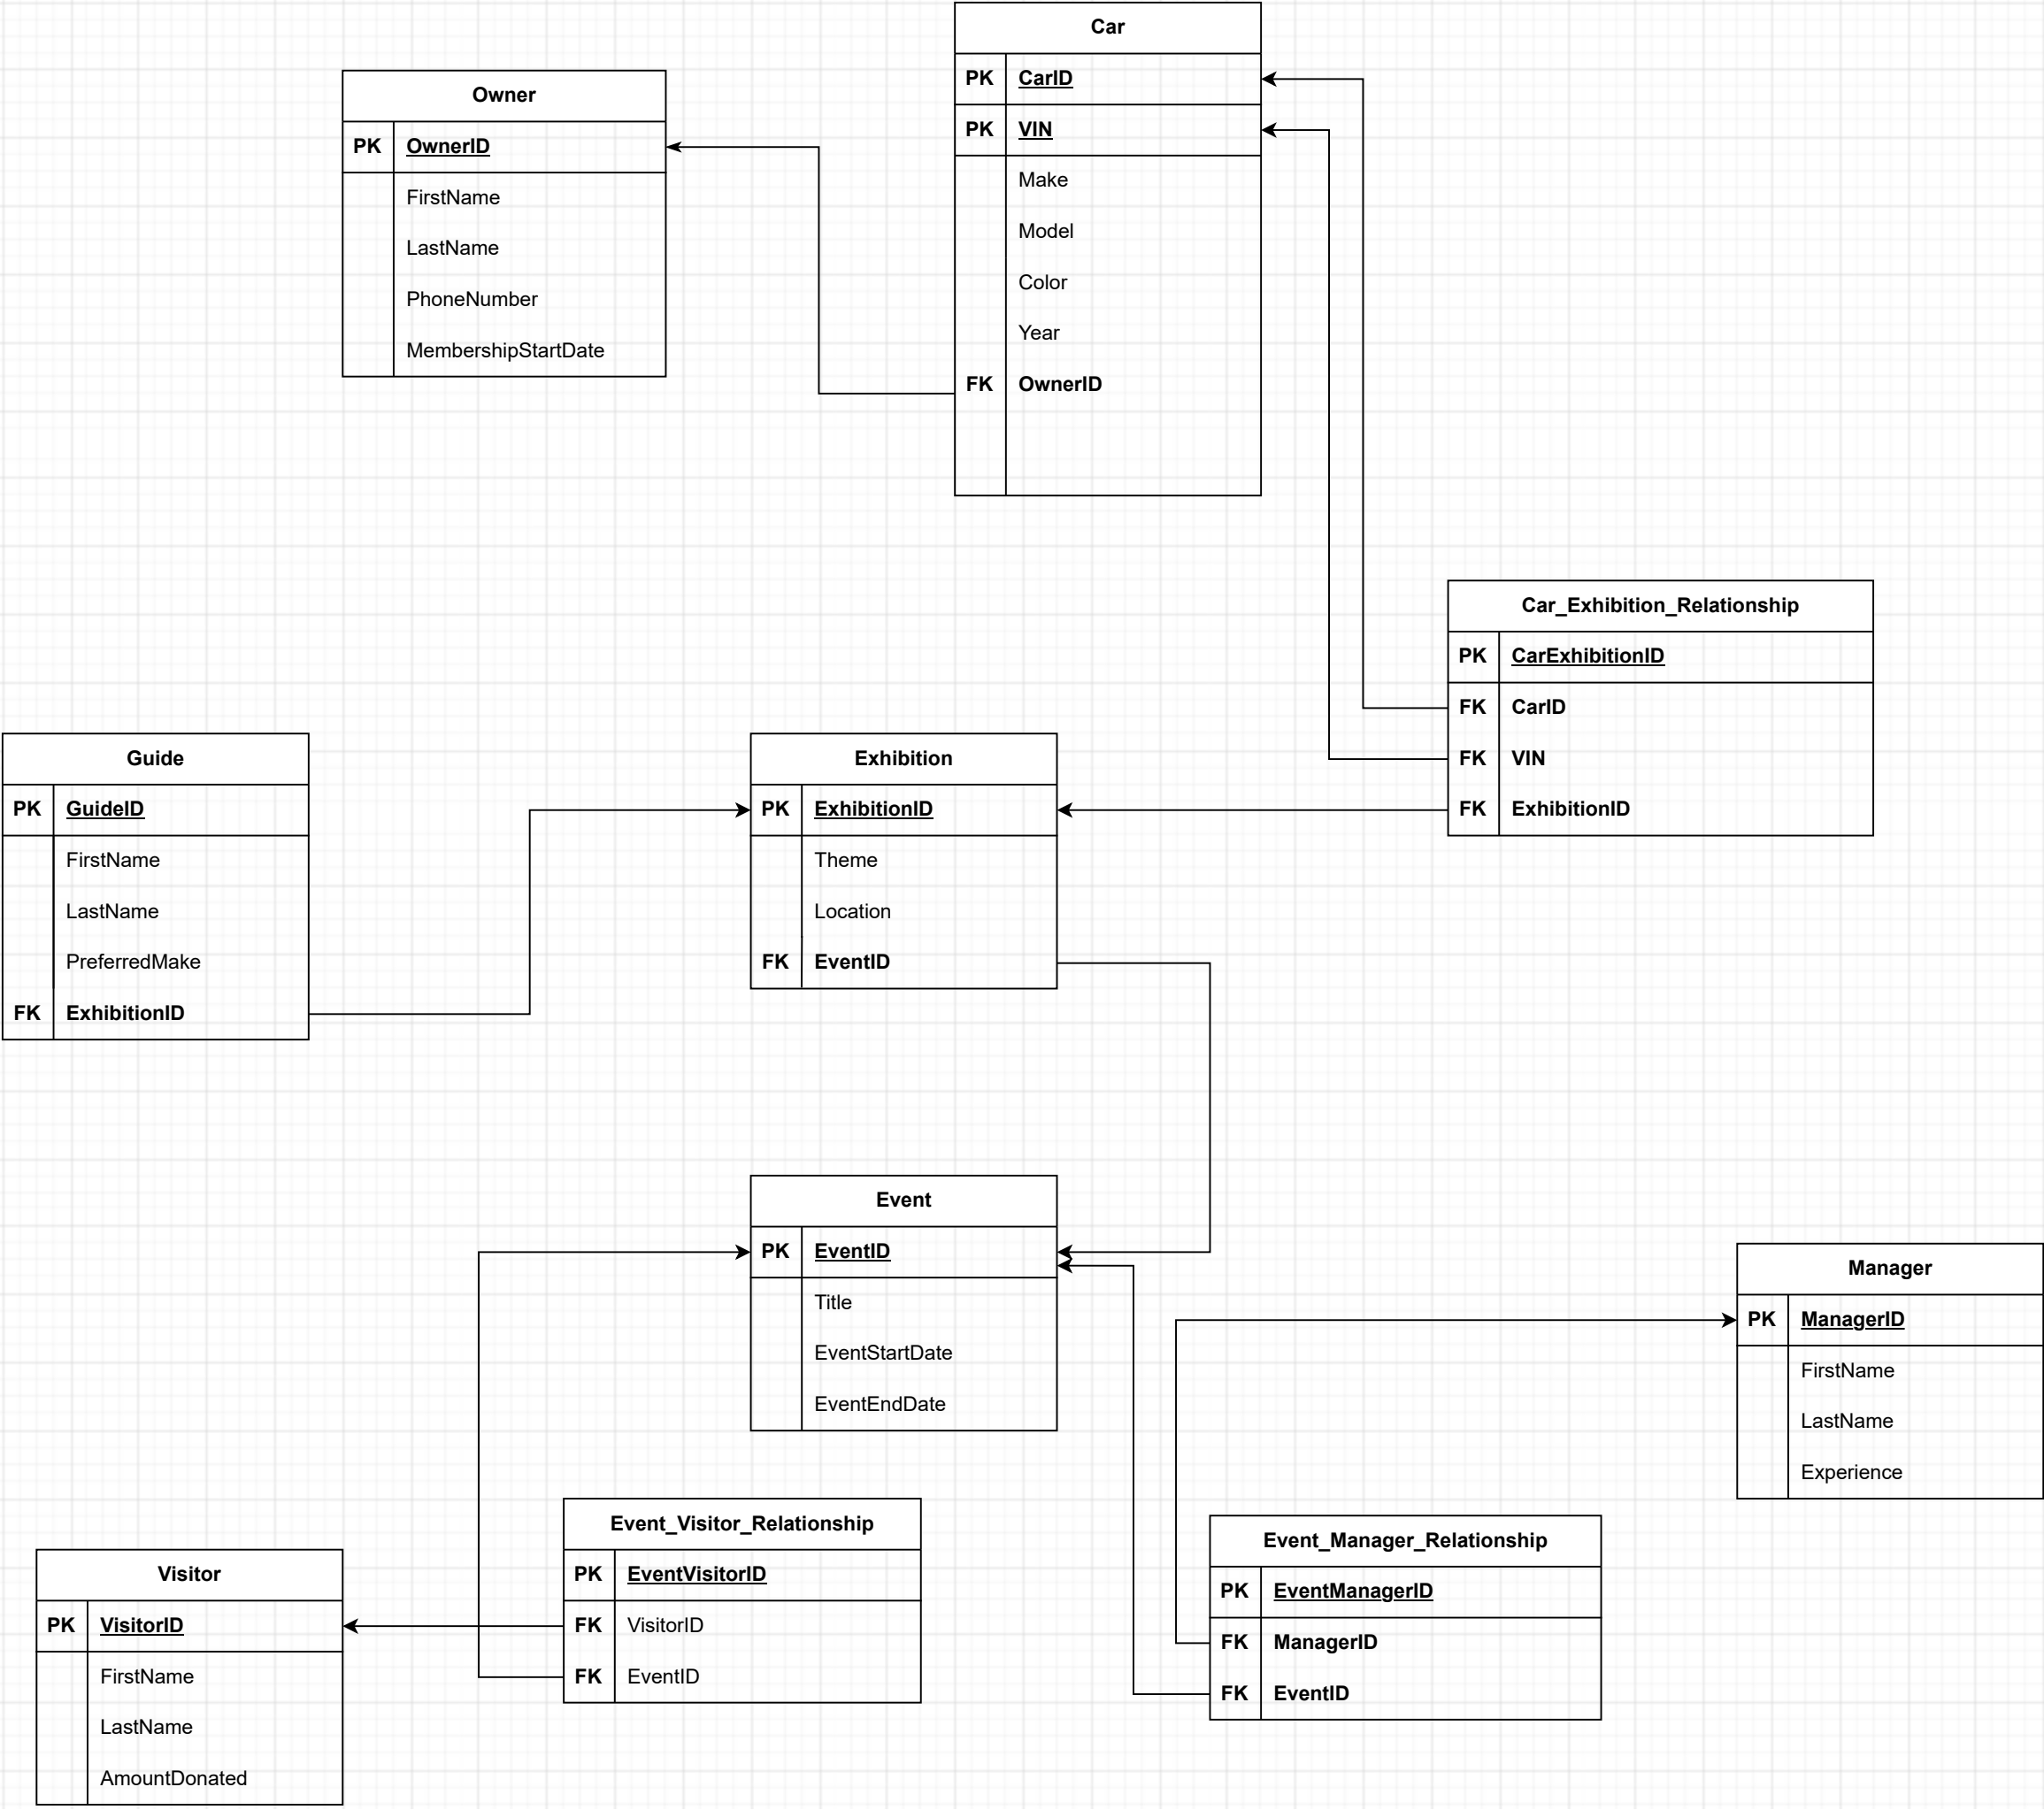 Car
PK CarID
PK VIN
Make
Model
Color
Year
FK OwnerID
Owner
PK OwnerID
FirstName
LastName
PhoneNumber
MembershipStartDate
Car_Exhibition_Relationship
PK CarExhibitionID
FK CarID
FK VIN
FK ExhibitionID
Guide
PK GuideID
FirstName
LastName
PreferredMake
FK ExhibitionID
Exhibition
PK ExhibitionID
Theme
Location
FK EventID
Event
PK EventID
Title
EventStartDate
EventEndDate
Manager
PK ManagerID
FirstName
LastName
Experience
Event_Visitor_Relationship
PK EventVisitorID
FK VisitorID
FK EventID
Event_Manager_Relationship
PK EventManagerID
FK ManagerID
FK EventID
Visitor
PK VisitorID
FirstName
LastName
AmountDonated